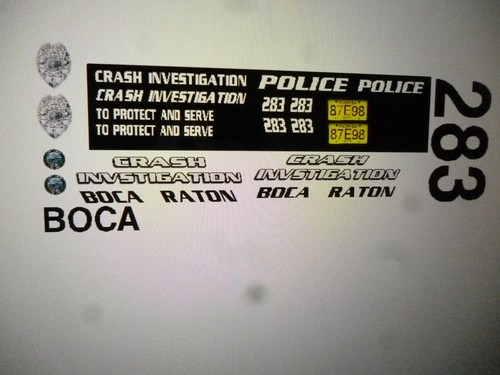 CRASH INVESTIGATION POLICE POLICE
CRASH INVESTIGATION 283 283 87E98
TO PROTECT AND SERVE 283 283
TO PROTECT AND SERVE 87E98
283
CRASH CRASH
INVSTIGATION INVSTIGATION
BOCA RATON BOCA RATON
BOCA